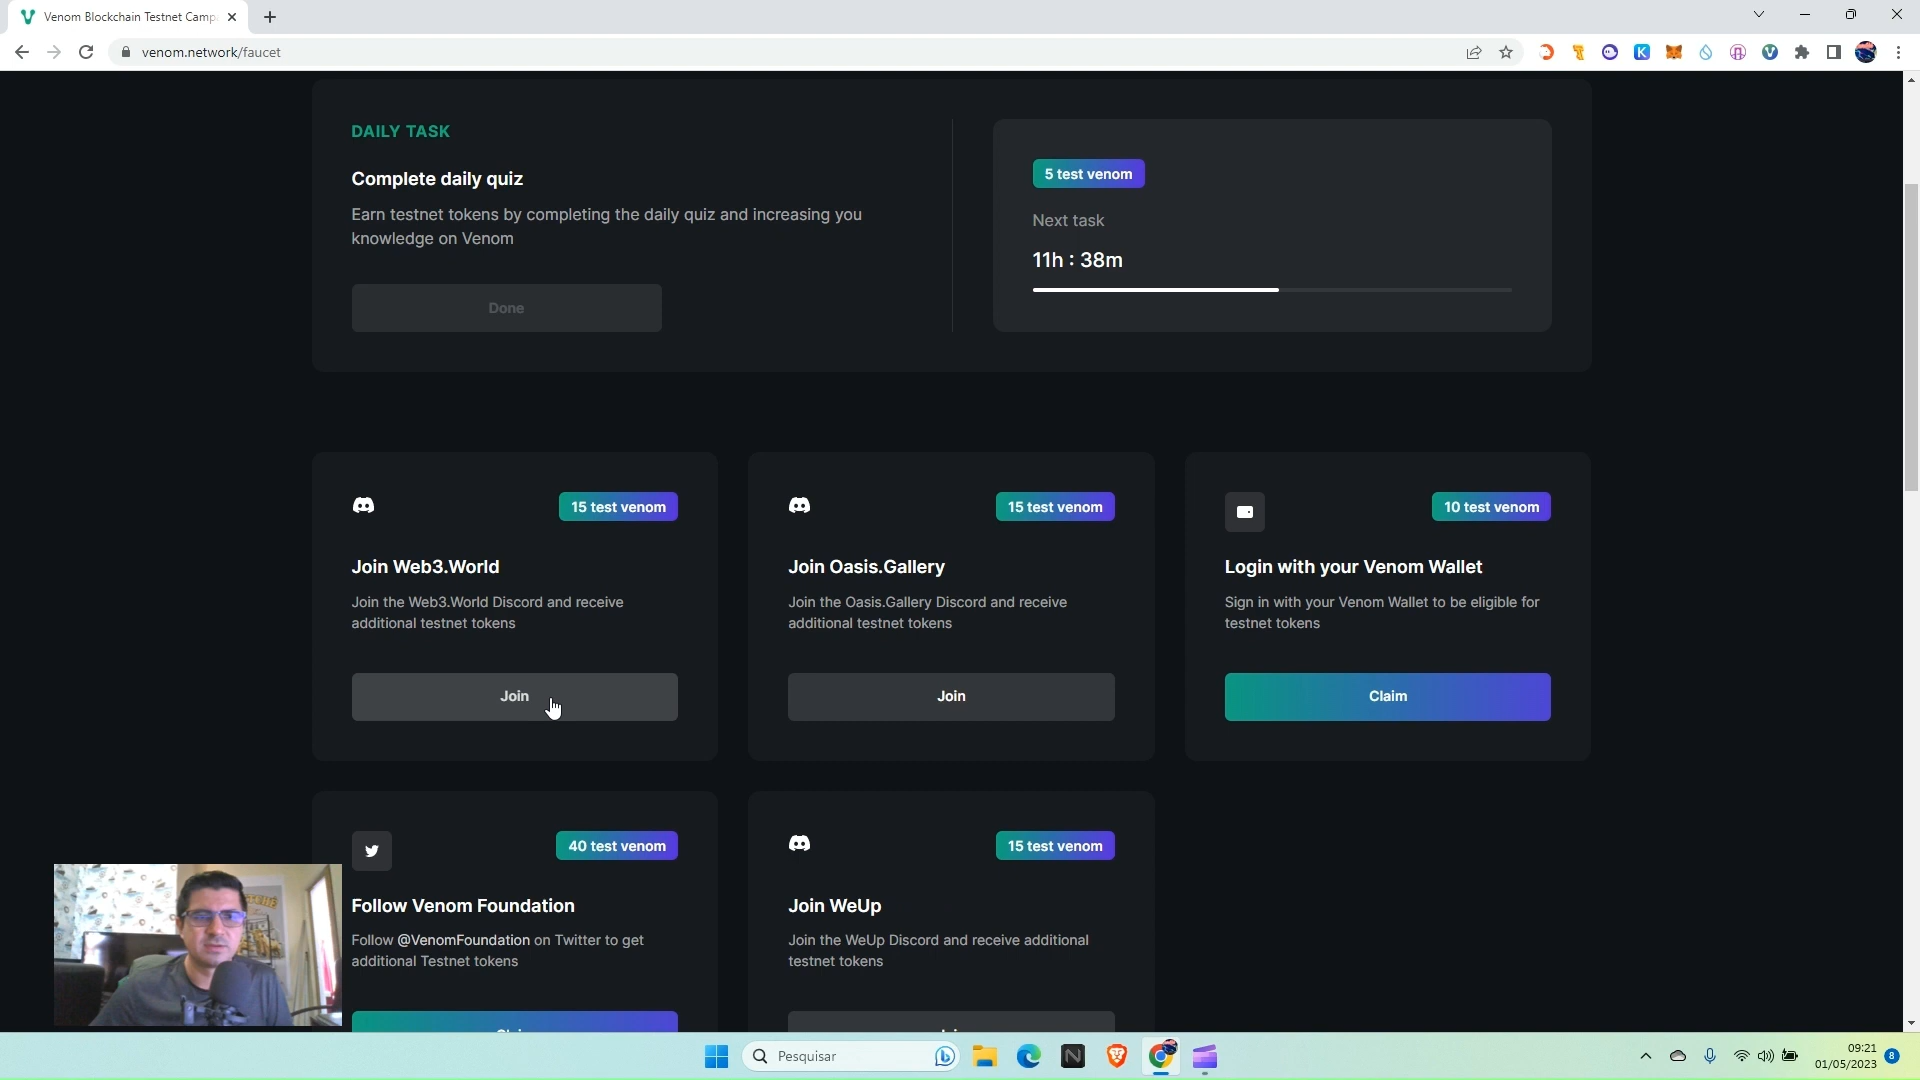 Venom Blockchain Testnet Camp
venom.network/faucet
DAILY TASK
Complete daily quiz
Earn testnet tokens by completing the daily quiz and increasing you
knowledge on Venom
Done
5 test venom
Next task
11h : 38m
15 test venom
Join Web3.World
Join the Web3.World Discord and receive
additional testnet tokens
Join
15 test venom
Join Oasis.Gallery
Join the Oasis.Gallery Discord and receive
additional testnet tokens
Join
10 test venom
Login with your Venom Wallet
Sign in with your Venom Wallet to be eligible for
testnet tokens
Claim
40 test venom
Follow Venom Foundation
Follow @VenomFoundation on Twitter to get
additional Testnet tokens
15 test venom
Join WeUp
Join the WeUp Discord and receive additional
testnet tokens
Pesquisar
09:21
01/05/2023
8